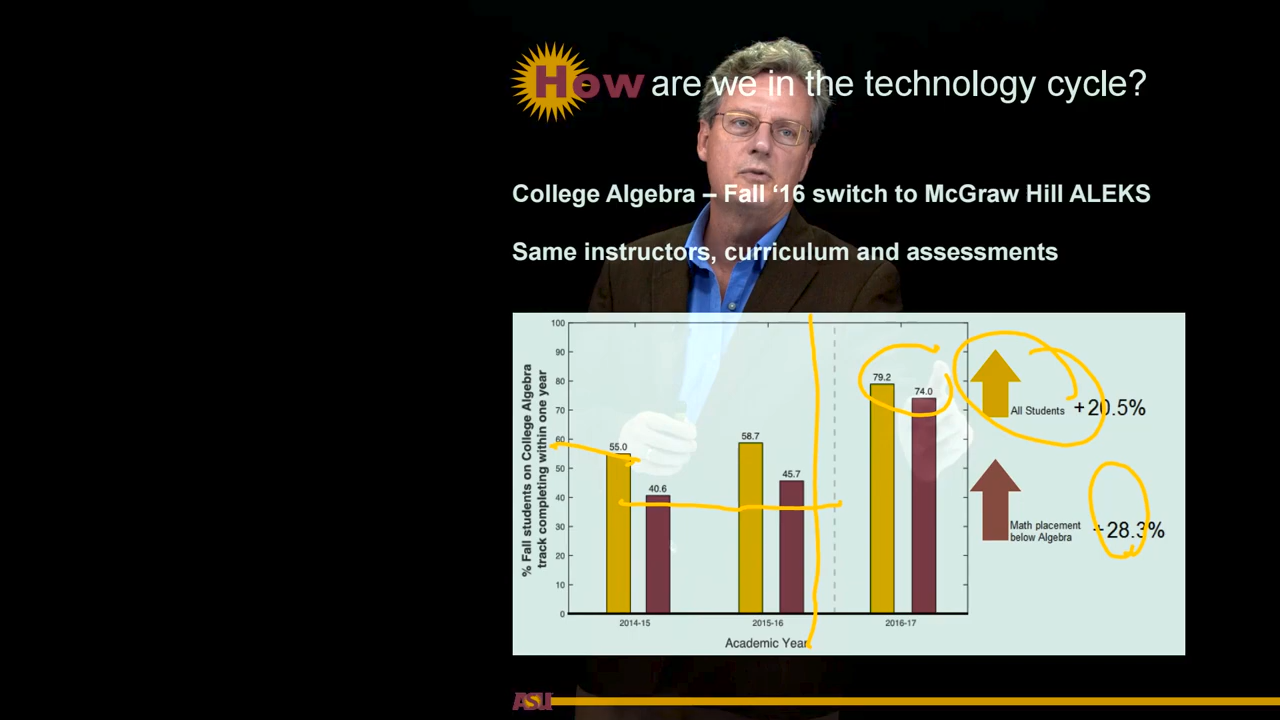 How are we in the technology cycle?
College Algebra – Fall ‘16 switch to McGraw Hill ALEKS
Same instructors, curriculum and assessments
% Fall students on College Algebra
track completing within one year
100
90
80
70
60
50
40
30
20
10
0
55.0
40.6
58.7
45.7
79.2
74.0
2014-15
2015-16
2016-17
Academic Year
All Students +20.5%
Math placement
below Algebra
+28.3%
ASU